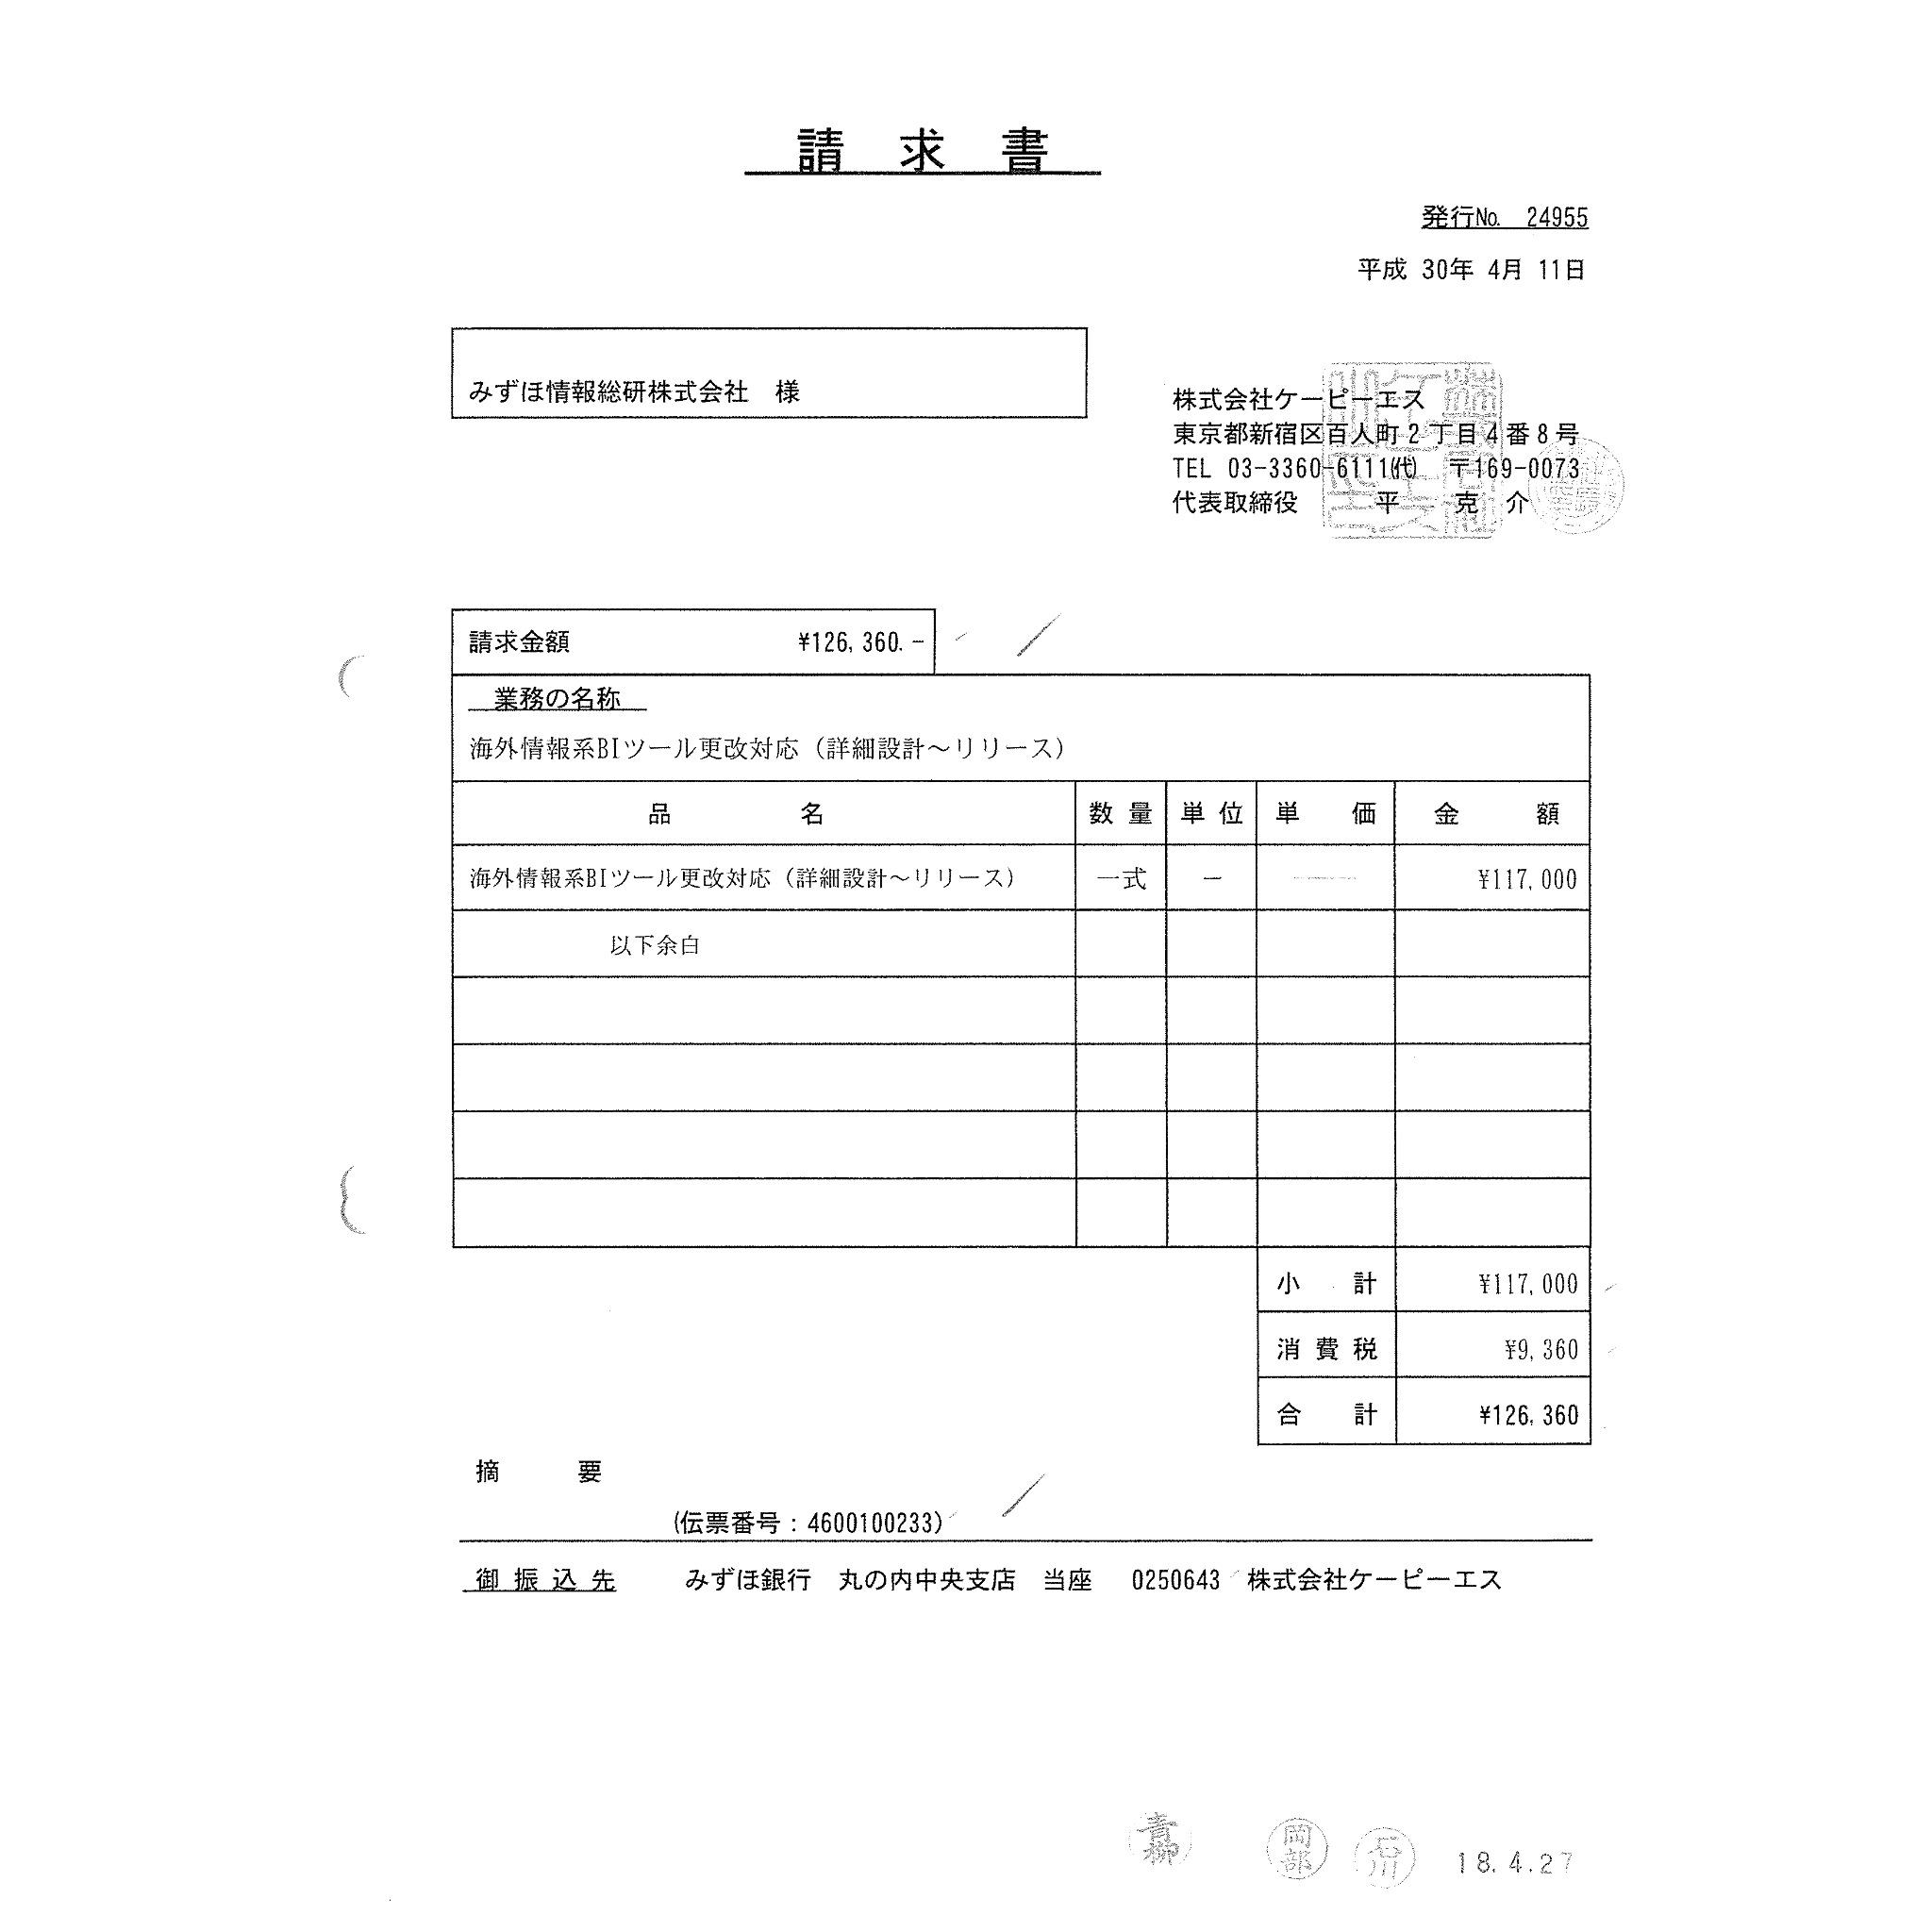 請求書
発行No. 24955
平成 30年 4月 11日
みずほ情報総研株式会社 様
株式会社ケーピーエス
東京都新宿区百人町2丁目4番8号
TEL 03-3360-6111(代) 〒169-0073
代表取締役 平 克 介
請求金額 ¥126,360.-
業務の名称
海外情報系BIツール更改対応（詳細設計～リリース）
品名 数量 単位 単価 金額
海外情報系BIツール更改対応（詳細設計～リリース） 一式 － ¥117,000
以下余白
小計 ¥117,000
消費税 ¥9,360
合計 ¥126,360
摘要
(伝票番号：4600100233)
御振込先 みずほ銀行 丸の内中央支店 当座 0250643 株式会社ケーピーエス
青柳 岡部 石川 18.4.27